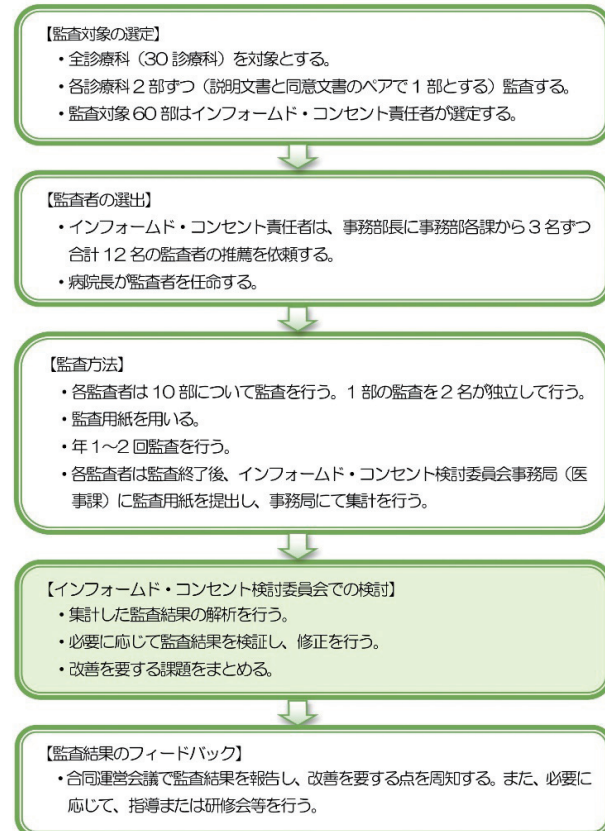 【監査対象の選定】
・全診療科（30 診療科）を対象とする。
・各診療科 2 部ずつ（説明文書と同意文書のペアで 1 部とする）監査する。
・監査対象 60 部はインフォームド・コンセント責任者が選定する。
【監査者の選出】
・インフォームド・コンセント責任者は、事務部長に事務部各課から 3 名ずつ
合計 12 名の監査者の推薦を依頼する。
・病院長が監査者を任命する。
【監査方法】
・各監査者は 10 部について監査を行う。1 部の監査を 2 名が独立して行う。
・監査用紙を用いる。
・年 1～2 回監査を行う。
・各監査者は監査終了後、インフォームド・コンセント検討委員会事務局（医
事課）に監査用紙を提出し、事務局にて集計を行う。
【インフォームド・コンセント検討委員会での検討】
・集計した監査結果の解析を行う。
・必要に応じて監査結果を検証し、修正を行う。
・改善を要する課題をまとめる。
【監査結果のフィードバック】
・合同運営会議で監査結果を報告し、改善を要する点を周知する。また、必要に
応じて、指導または研修会等を行う。